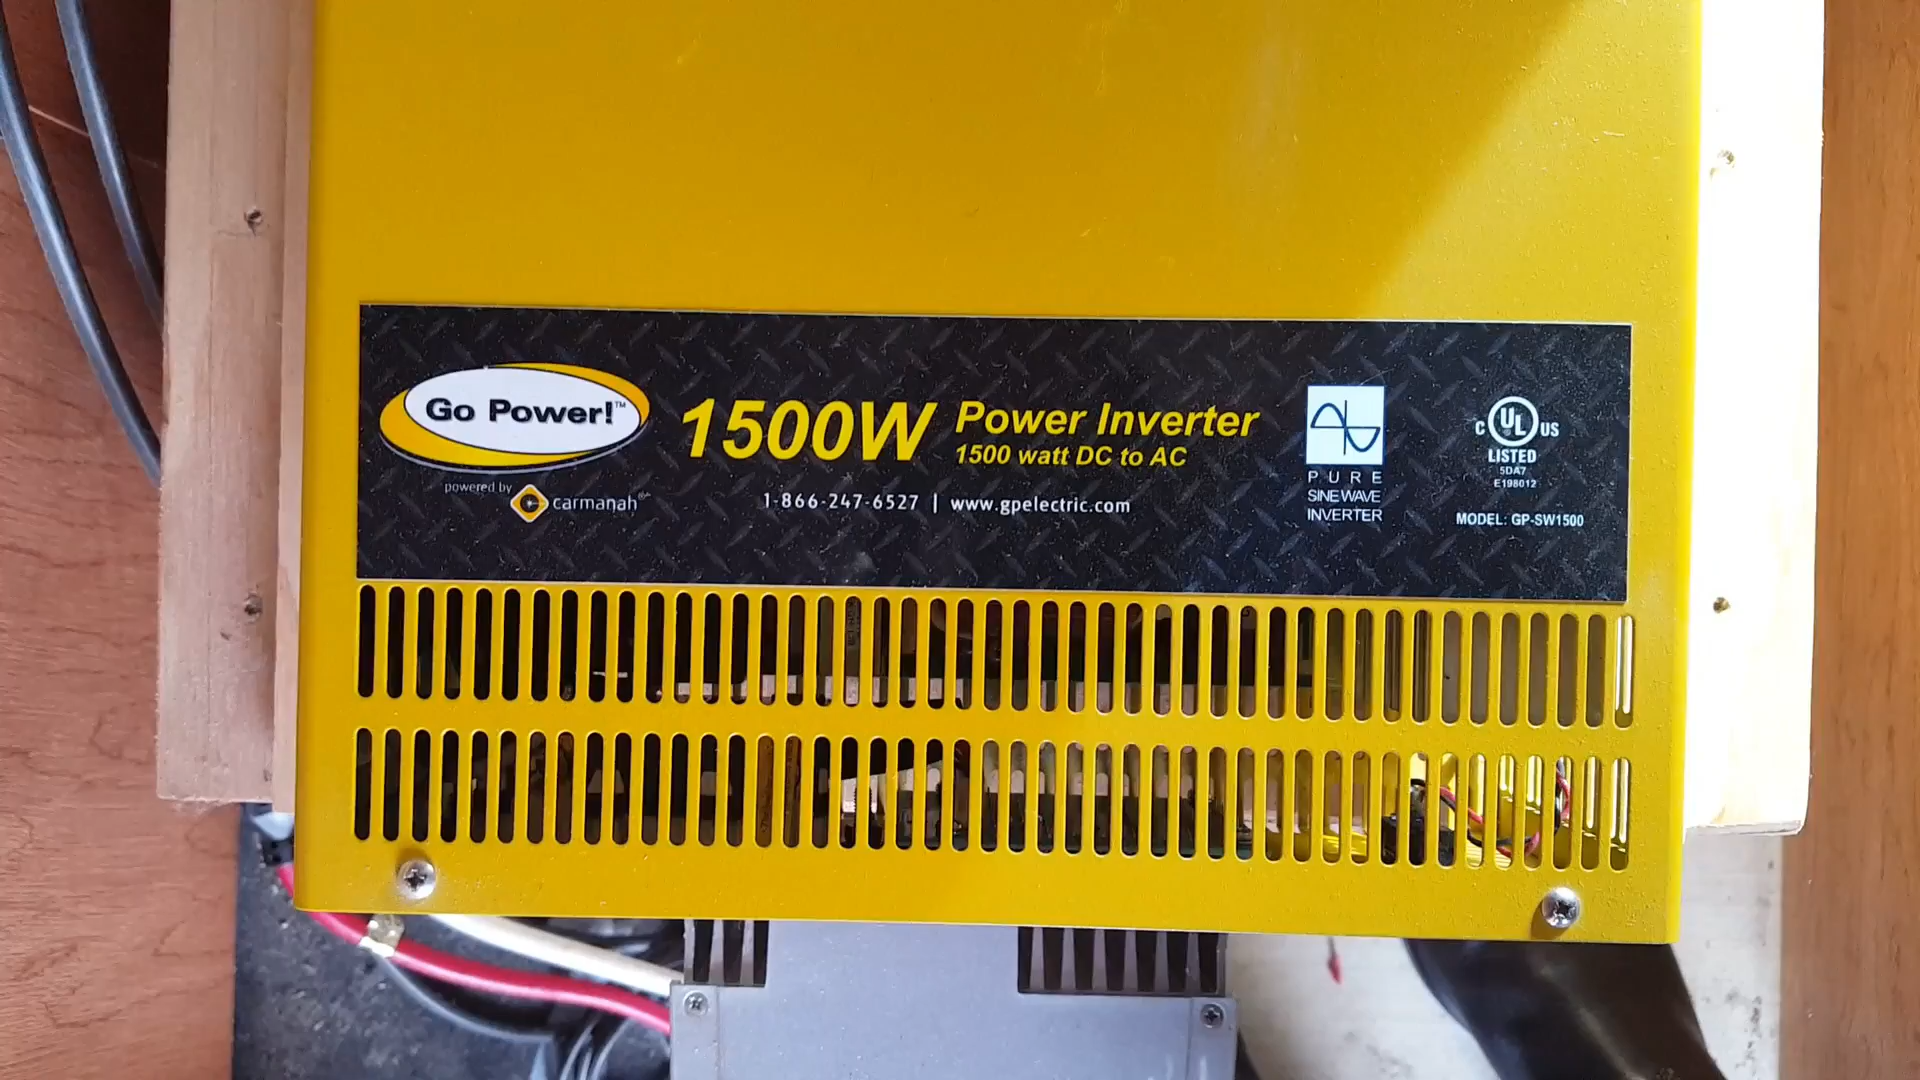 Go Power!™
powered by carmanah
1500W Power Inverter
1500 watt DC to AC
1-866-247-6527 | www.gpelectric.com
PURE
SINEWAVE
INVERTER
C UL US
LISTED
5DA7
E198012
MODEL: GP-SW1500